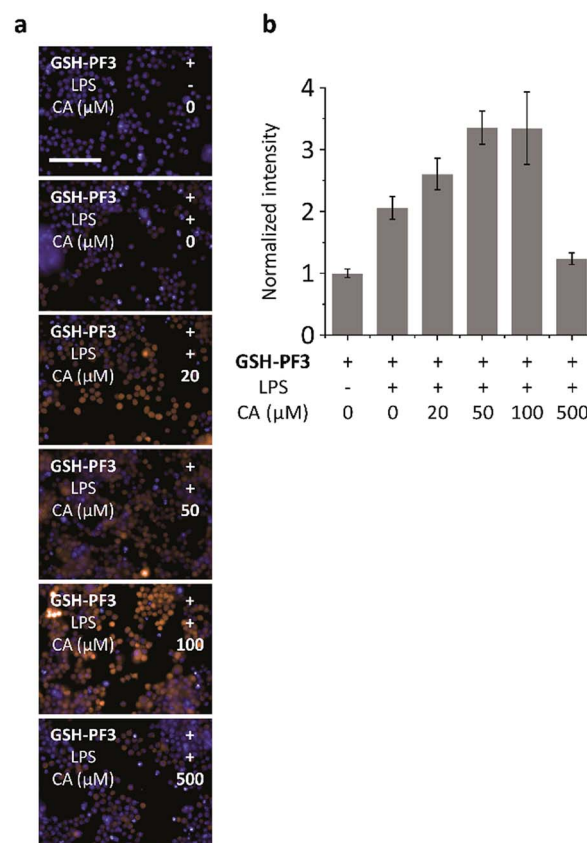 a
GSH-PF3 +
LPS -
CA (µM) 0
GSH-PF3 +
LPS +
CA (µM) 0
GSH-PF3 +
LPS +
CA (µM) 20
GSH-PF3 +
LPS +
CA (µM) 50
GSH-PF3 +
LPS +
CA (µM) 100
GSH-PF3 +
LPS +
CA (µM) 500
b
Normalized intensity
4
3
2
1
0
GSH-PF3 + + + + + +
LPS - + + + + +
CA (µM) 0 0 20 50 100 500